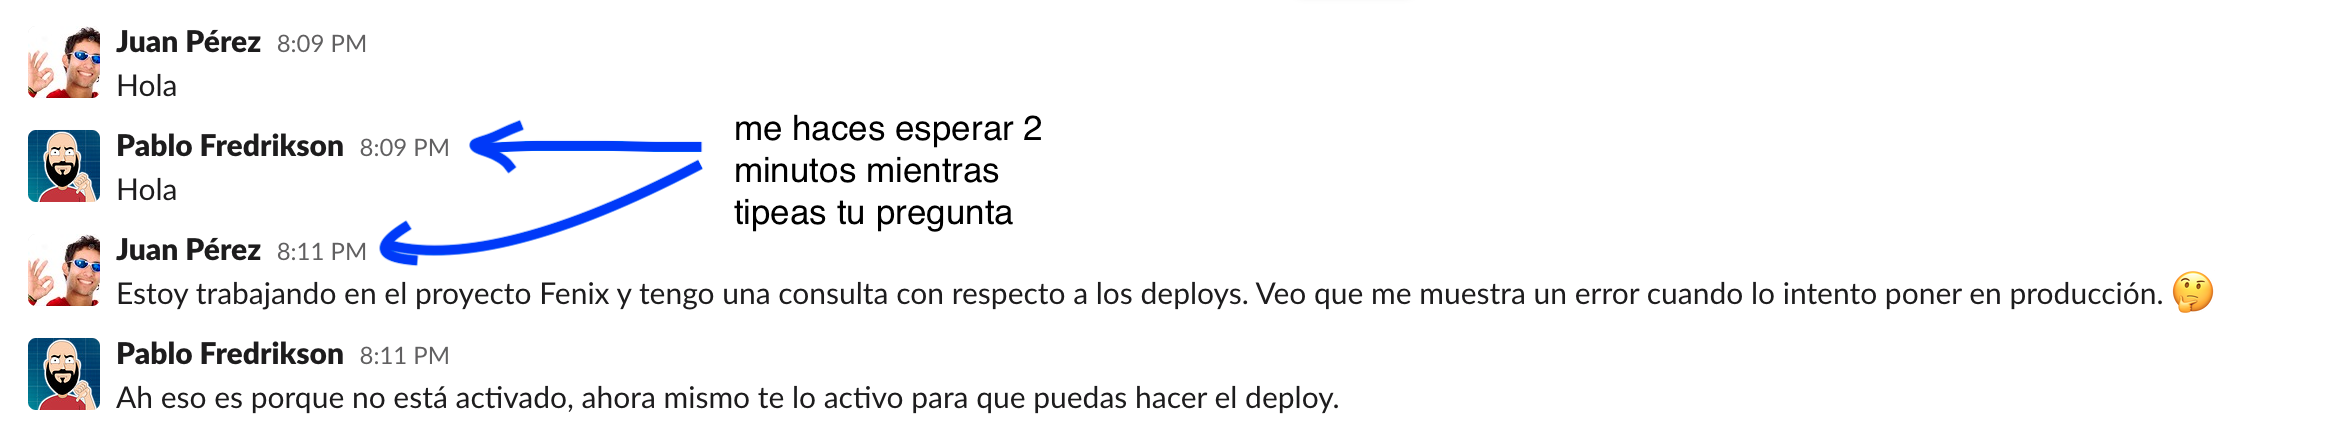 Juan Pérez 8:09 PM
Hola
Pablo Fredrikson 8:09 PM
Hola
me haces esperar 2
minutos mientras
tipeas tu pregunta
Juan Pérez 8:11 PM
Estoy trabajando en el proyecto Fenix y tengo una consulta con respecto a los deploys. Veo que me muestra un error cuando lo intento poner en producción. 🤔
Pablo Fredrikson 8:11 PM
Ah eso es porque no está activado, ahora mismo te lo activo para que puedas hacer el deploy.